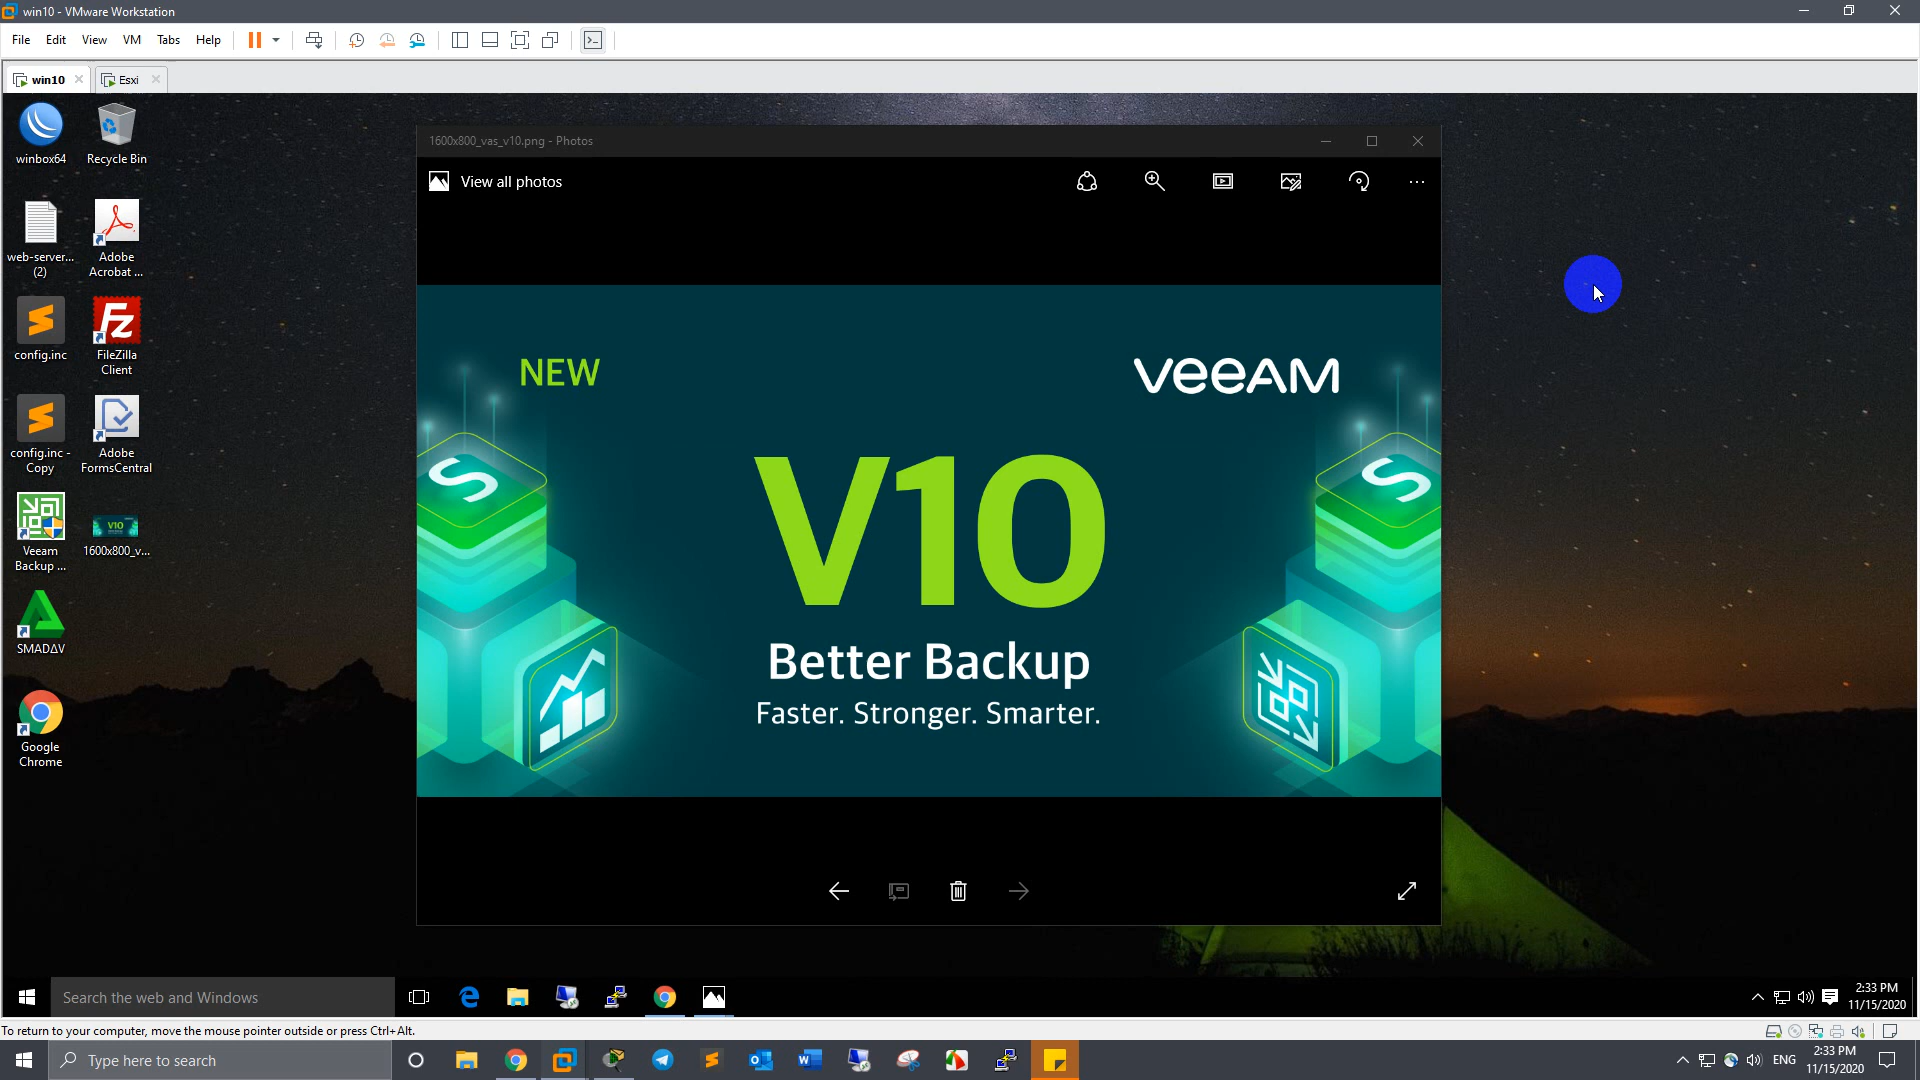 win10 - VMware Workstation
File Edit View VM Tabs Help
win10 Esxi
winbox64
Recycle Bin
web-server...
(2)
Adobe
Acrobat ...
config.inc
FileZilla
Client
config.inc -
Copy
Adobe
FormsCentral
Veeam
Backup ...
1600x800_v...
SMADΔV
Google
Chrome
1600x800_vas_v10.png - Photos
View all photos
NEW
veeAM
V10
Better Backup
Faster. Stronger. Smarter.
Search the web and Windows
2:33 PM
11/15/2020
To return to your computer, move the mouse pointer outside or press Ctrl+Alt.
Type here to search
ENG
2:33 PM
11/15/2020